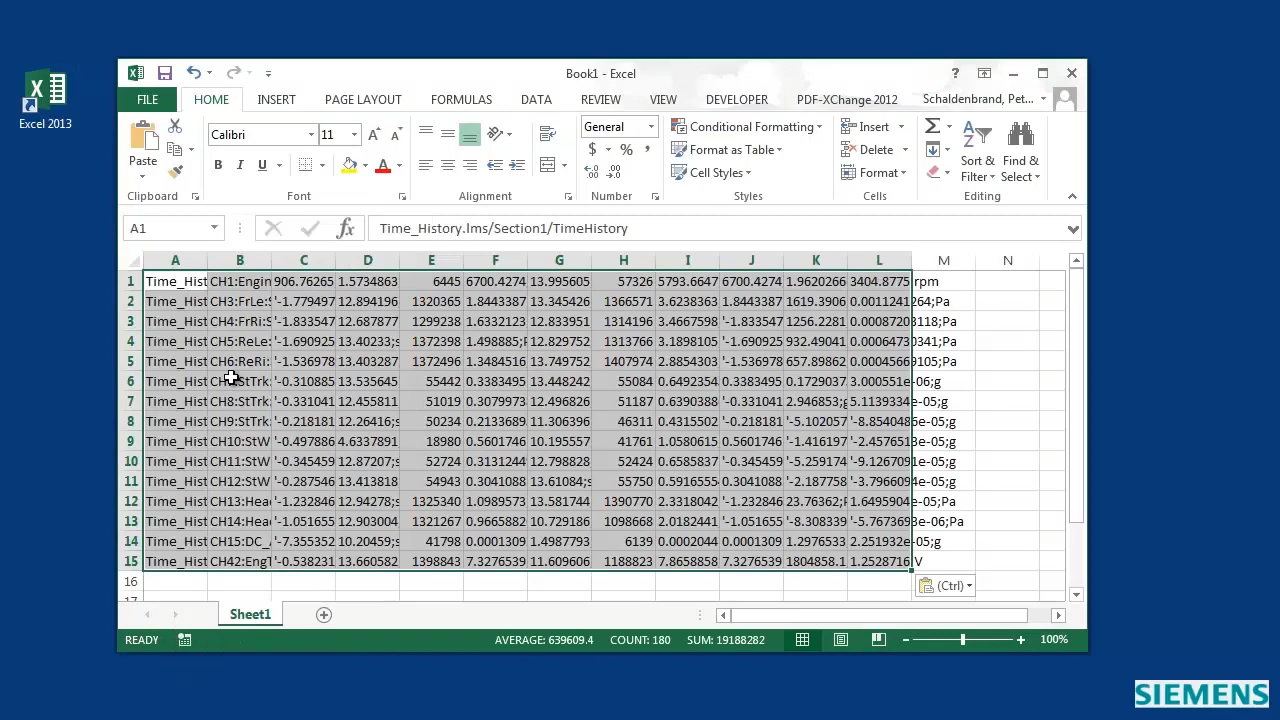 Book1 - Excel
Excel 2013
FILE HOME INSERT PAGE LAYOUT FORMULAS DATA REVIEW VIEW DEVELOPER PDF-XChange 2012 Schaldenbrand, Pet...
Paste
Calibri 11
General
Conditional Formatting
Format as Table
Cell Styles
Insert
Delete
Format
Sort & Filter
Find & Select
Clipboard Font Alignment Number Styles Cells Editing
A1 fx Time_History.lms/Section1/TimeHistory
A B C D E F G H I J K L M N
1 Time_Hist CH1:Engin 906.76265 1.5734863 6445 6700.4274 13.995605 57326 5793.6647 6700.4274 1.9620266 3404.8775 rpm
2 Time_Hist CH3:FrLe:S '-1.779497 12.894196 1320365 1.8443387 13.345426 1366571 3.6238363 1.8443387 1619.3906 0.0011241264;Pa
3 Time_Hist CH4:FrRi:S '-1.833547 12.687877 1299238 1.6332123 12.833951 1314196 3.4667598 '-1.833547 1256.2281 0.00087203118;Pa
4 Time_Hist CH5:ReLe: '-1.690925 13.40233;s 1372398 1.498885;P 12.829752 1313766 3.1898105 '-1.690925 932.49414 0.00064730341;Pa
5 Time_Hist CH6:ReRi: '-1.536978 13.403287 1372496 1.3484516 13.749752 1407974 2.8854303 '-1.536978 657.89862 0.00045669105;Pa
6 Time_Hist StTrk: '-0.310885 13.535645 55442 0.3383495 13.448242 55084 0.6492354 0.3383495 0.1729037 3.000551e-06;g
7 Time_Hist CH8:StTrk: '-0.331041 12.455811 51019 0.3079973 12.496826 51187 0.6390388 '-0.331041 2.946853;g 5.1139334e-05;g
8 Time_Hist CH9:StTrk: '-0.218181 12.26416;s 50234 0.2133689 11.306396 46311 0.4315502 '-0.218181 '-5.102057 '-8.8540486e-05;g
9 Time_Hist CH10:StW '-0.497886 4.6337891 18980 0.5601746 10.195557 41761 1.0580615 0.5601746 '-1.416197 '-2.4576513e-05;g
10 Time_Hist CH11:StW '-0.345459 12.87207;s 52724 0.3131244 12.798828 52424 0.6585837 '-0.345459 '-5.259174 '-9.1267091e-05;g
11 Time_Hist CH12:StW '-0.287546 13.413818 54943 0.3041088 13.61084;s 55750 0.5916555 0.3041088 '-2.187758 '-3.7966094e-05;g
12 Time_Hist CH13:Head '-1.232846 12.94278;s 1325340 1.0989573 13.581744 1390770 2.3318042 '-1.232846 23.7632;P 1.6495904e-05;Pa
13 Time_Hist CH14:Head '-1.051655 12.903004 1321267 0.9665882 10.729186 1098668 2.0182441 '-1.051655 '-8.308339 '-5.7673693e-06;Pa
14 Time_Hist CH15:DC_A '-7.355352 10.20459;s 41798 0.0001309 1.4987793 6139 0.0002044 0.0001309 1.2976533 2.251932e-05;g
15 Time_Hist CH42:EngT '-0.538231 13.660582 1398843 7.3276539 11.609606 1188823 7.8658858 7.3276539 1804858.1 1.2528716 V
16 (Ctrl)
17
Sheet1
READY AVERAGE: 639609.4 COUNT: 180 SUM: 19188282 100%
SIEMENS